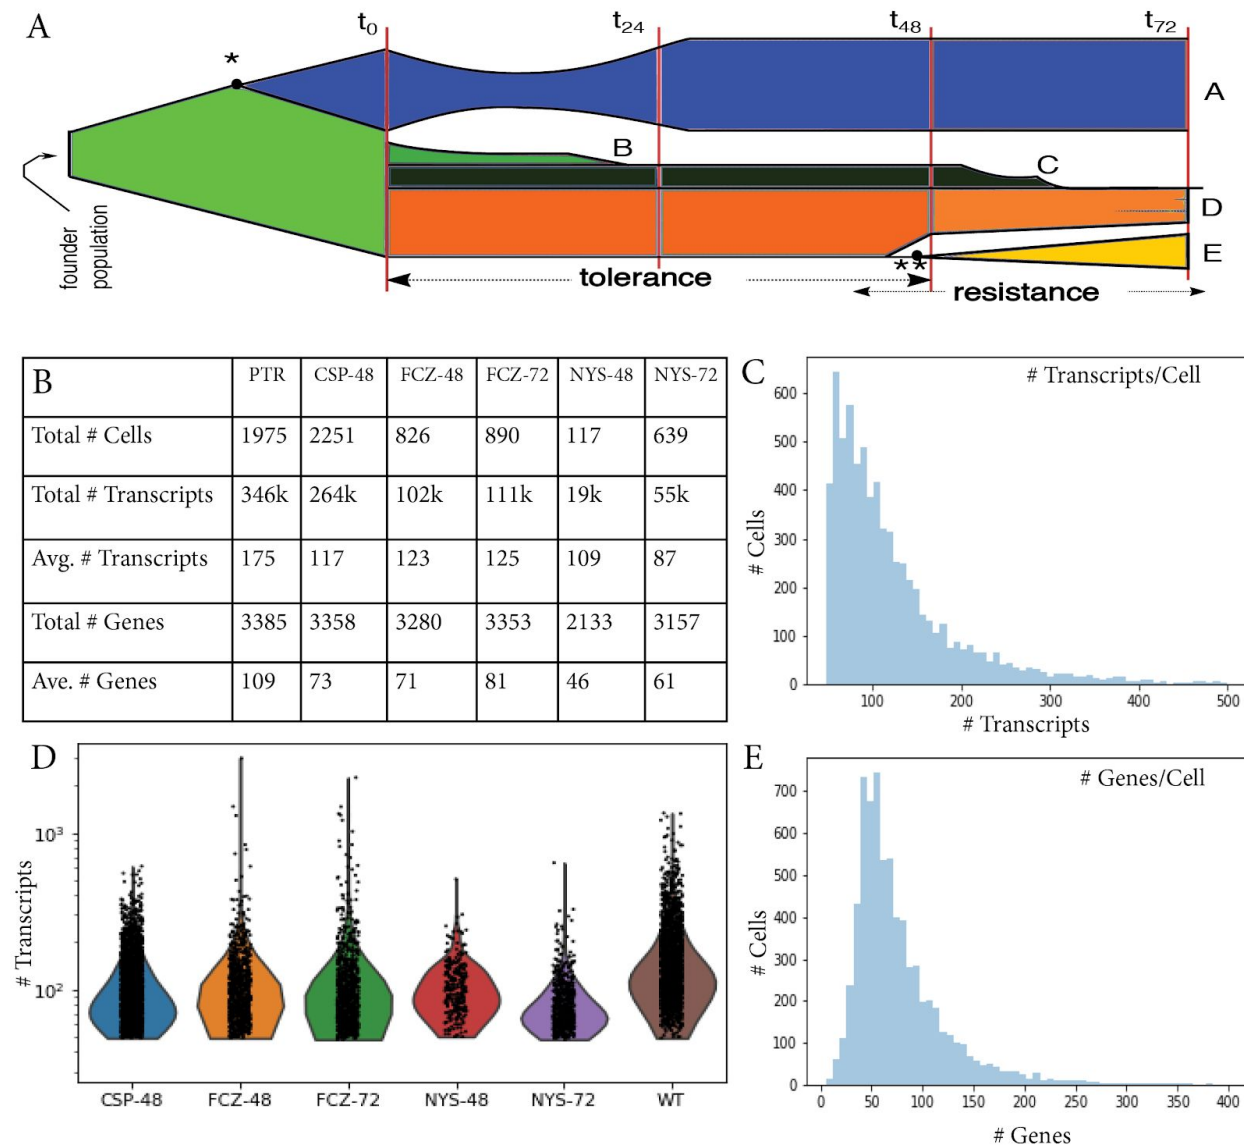 A
t0
t24
t48
t72
*
A
B
C
D
E
founder
population
**
tolerance
resistance
B
PTR CSP-48 FCZ-48 FCZ-72 NYS-48 NYS-72
Total # Cells 1975 2251 826 890 117 639
Total # Transcripts 346k 264k 102k 111k 19k 55k
Avg. # Transcripts 175 117 123 125 109 87
Total # Genes 3385 3358 3280 3353 2133 3157
Ave. # Genes 109 73 71 81 46 61
C
# Transcripts/Cell
# Cells
600
500
400
300
200
100
0
100 200 300 400 500
# Transcripts
D
# Transcripts
10³
10²
CSP-48 FCZ-48 FCZ-72 NYS-48 NYS-72 WT
E
# Genes/Cell
# Cells
700
600
500
400
300
200
100
0
0 50 100 150 200 250 300 350 400
# Genes